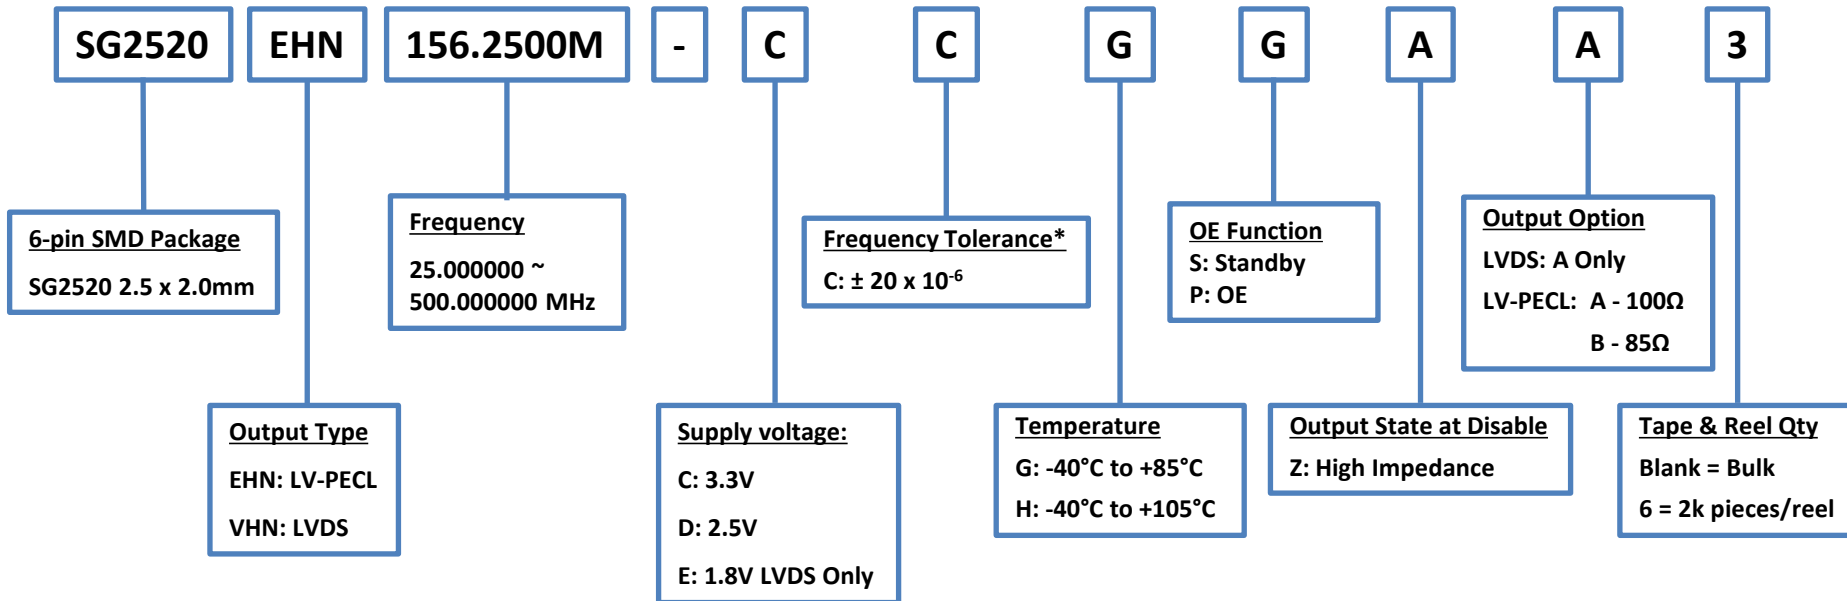 SG2520 EHN 156.2500M - C C G G A A 3
6-pin SMD Package
SG2520 2.5 x 2.0mm
Frequency
25.000000 ~
500.000000 MHz
Frequency Tolerance*
C: ± 20 x 10⁻⁶
OE Function
S: Standby
P: OE
Output Option
LVDS: A Only
LV-PECL: A - 100Ω
B - 85Ω
Output Type
EHN: LV-PECL
VHN: LVDS
Supply voltage:
C: 3.3V
D: 2.5V
E: 1.8V LVDS Only
Temperature
G: -40°C to +85°C
H: -40°C to +105°C
Output State at Disable
Z: High Impedance
Tape & Reel Qty
Blank = Bulk
6 = 2k pieces/reel